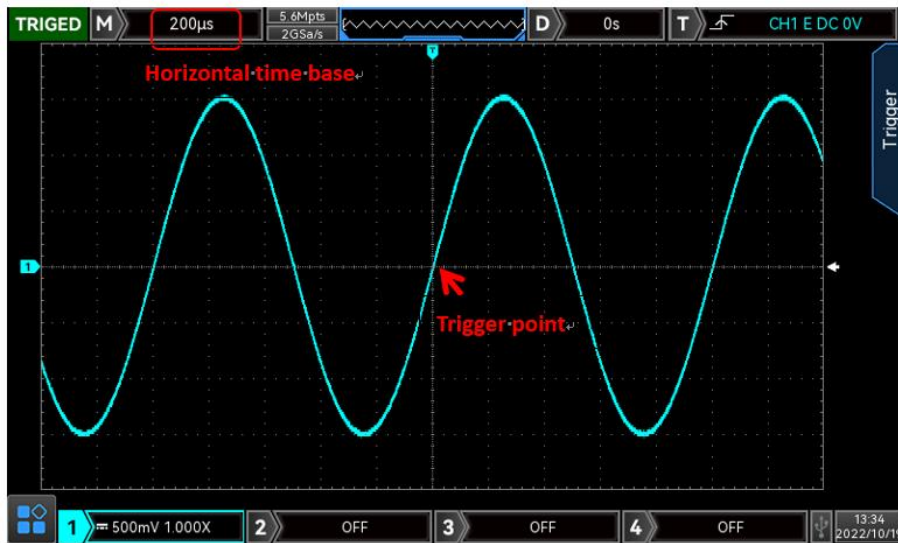 TRIGED M 200μs 5.6Mpts D 0s T CH1 E DC 0V
2GSa/s
T
Horizontal·time·base↵
Trigger
1
Trigger·point↵
1 500mV 1.000X 2 OFF 3 OFF 4 OFF 13:34
2022/10/19